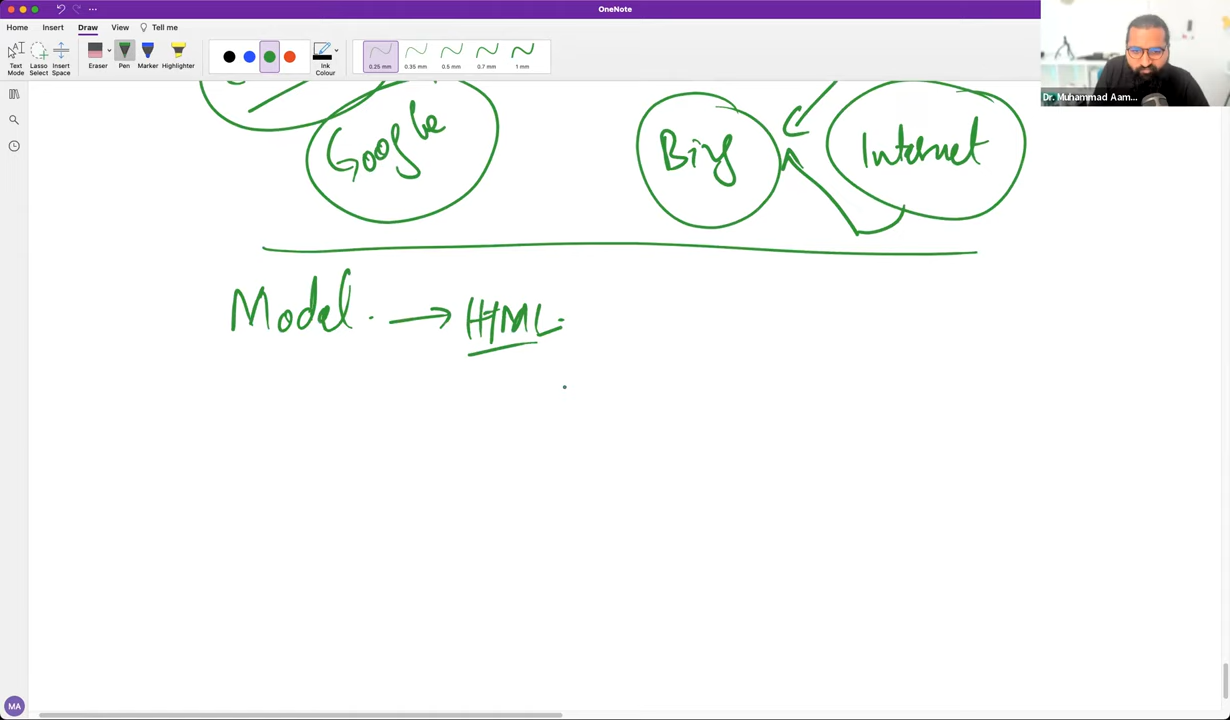 OneNote
Home Insert Draw View Tell me
Text Mode
Lasso Select
Insert Space
Eraser
Pen
Marker
Highlighter
Ink Colour
0.25 mm
0.35 mm
0.5 mm
0.7 mm
1 mm
Dr. Muhammad Aam...
Google
Bing
Internet
Model. → HTML.
MA